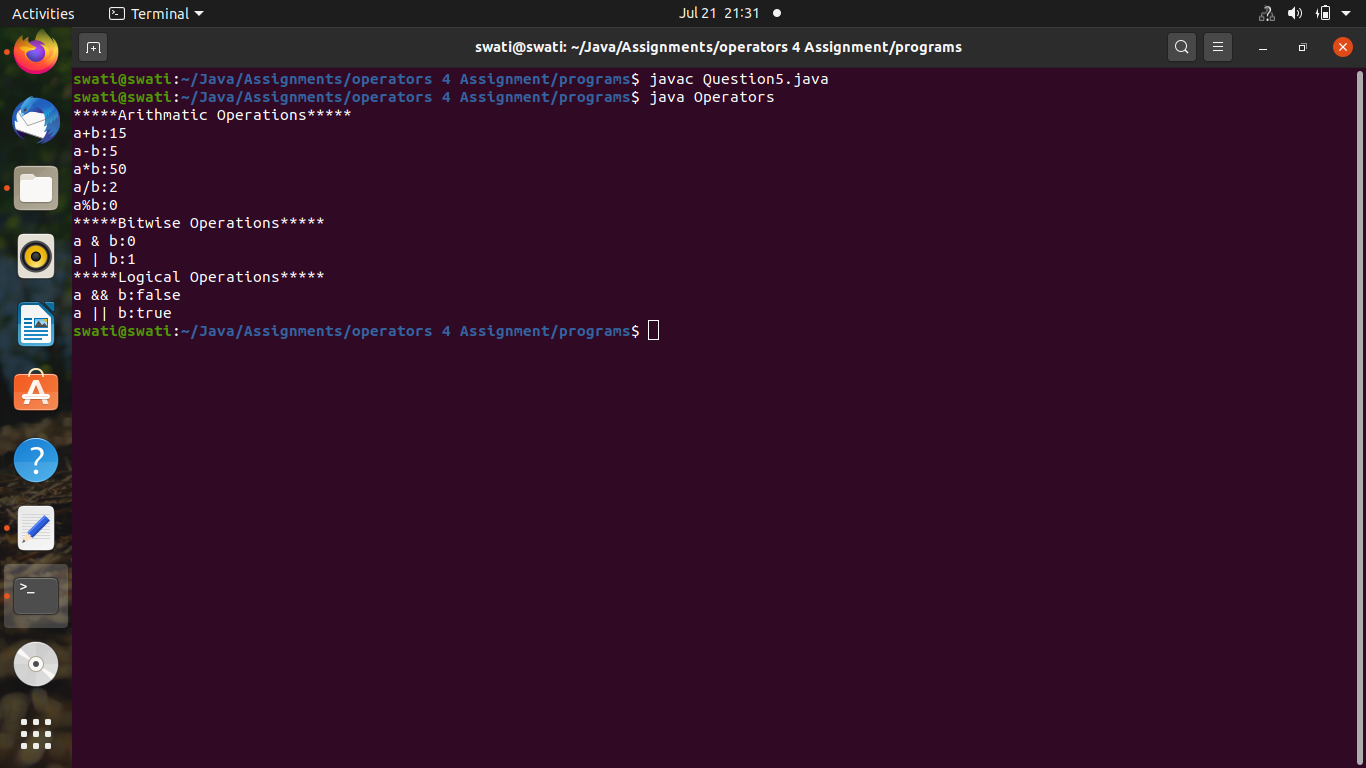 Activities
Terminal
Jul 21 21:31
swati@swati: ~/Java/Assignments/operators 4 Assignment/programs
swati@swati:~/Java/Assignments/operators 4 Assignment/programs$ javac Question5.java
swati@swati:~/Java/Assignments/operators 4 Assignment/programs$ java Operators
*****Arithmatic Operations*****
a+b:15
a-b:5
a*b:50
a/b:2
a%b:0
*****Bitwise Operations*****
a & b:0
a | b:1
*****Logical Operations*****
a && b:false
a || b:true
swati@swati:~/Java/Assignments/operators 4 Assignment/programs$